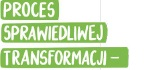 PROCES
SPRAWIEDLIWEJ
TRANSFORMACJI –